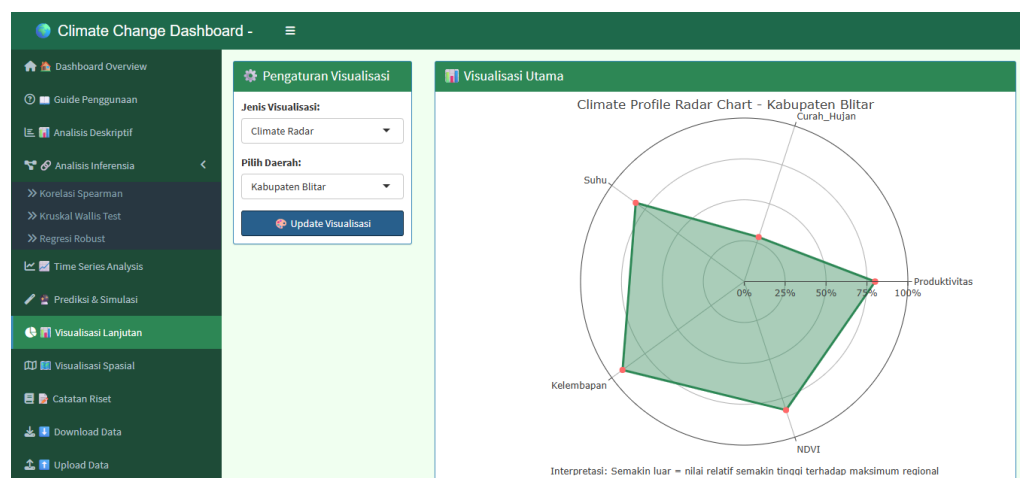 Climate Change Dashboard -
Dashboard Overview
Guide Penggunaan
Analisis Deskriptif
Analisis Inferensia
Korelasi Spearman
Kruskal Wallis Test
Regresi Robust
Time Series Analysis
Prediksi & Simulasi
Visualisasi Lanjutan
Visualisasi Spasial
Catatan Riset
Download Data
Upload Data
Pengaturan Visualisasi
Jenis Visualisasi:
Climate Radar
Pilih Daerah:
Kabupaten Blitar
Update Visualisasi
Visualisasi Utama
Climate Profile Radar Chart - Kabupaten Blitar
Curah_Hujan
Suhu
Produktivitas
0% 25% 50% 75% 100%
Kelembapan
NDVI
Interpretasi: Semakin luar = nilai relatif semakin tinggi terhadap maksimum regional